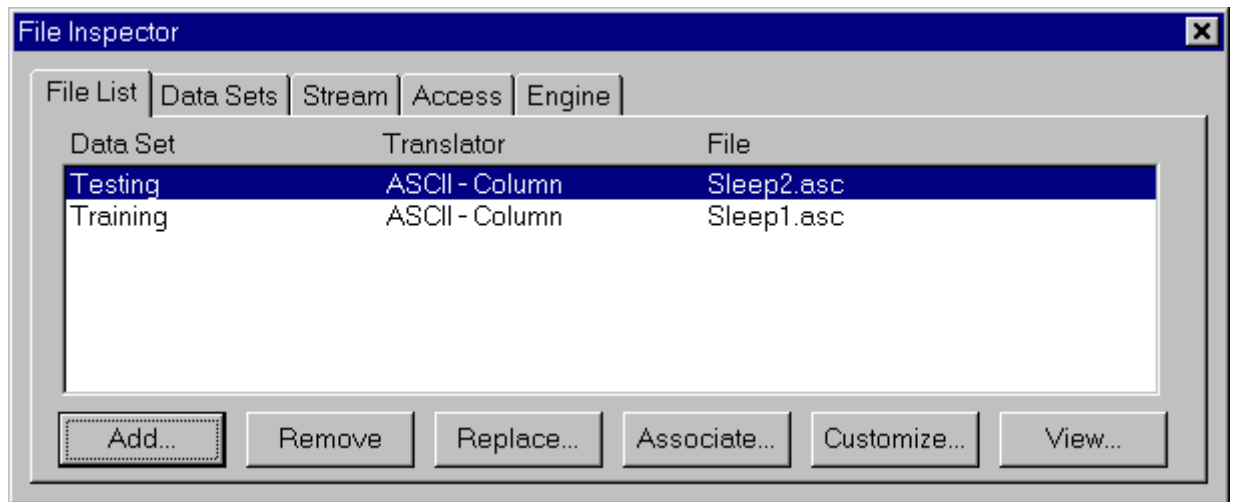 File Inspector
File List Data Sets Stream Access Engine
Data Set Translator File
Testing ASCII - Column Sleep2.asc
Training ASCII - Column Sleep1.asc
Add... Remove Replace... Associate... Customize... View...